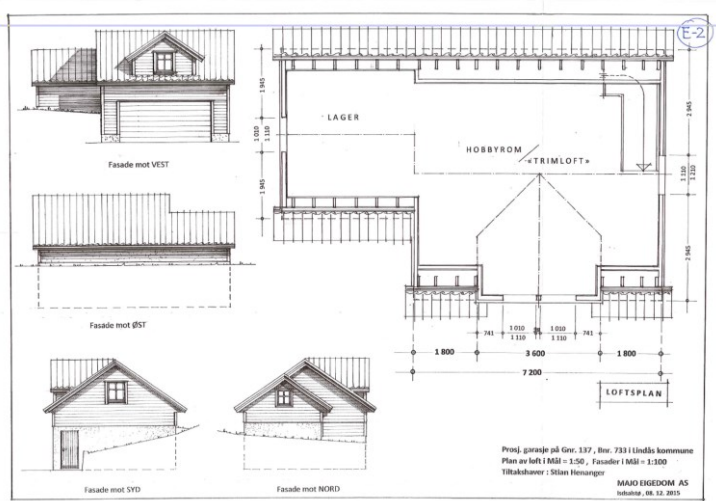 E-2
Fasade mot VEST
Fasade mot ØST
Fasade mot SYD
Fasade mot NORD
LAGER
HOBBYROM
-«TRIMLOFT»
1 945
1 010
1 110
1 945
2 945
1 110
1 210
2 945
741
1 010
1 110
1 010
1 110
741
1 800
3 600
1 800
7 200
LOFTSPLAN
Prosj. garasje på Gnr. 137 , Bnr. 733 i Lindås kommune
Plan av loft i Mål = 1:50 , Fasader i Mål = 1:100
Tiltakshaver : Stian Henanger
MAJO EIGEDOM AS
Isdalstø , 08. 12. 2015